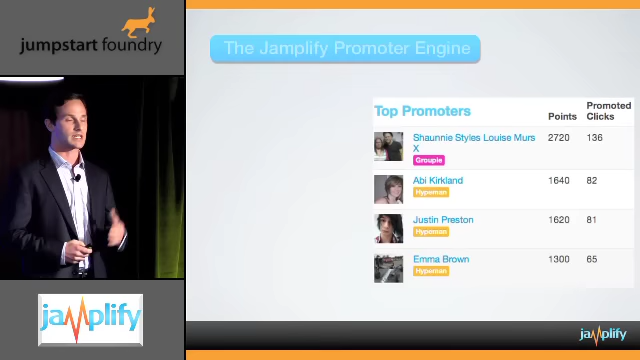 jumpstart foundry
The Jamplify Promoter Engine
Top Promoters
Points
Promoted
Clicks
Shaunnie Styles Louise Murs
X
2720
136
Groupie
Abi Kirkland
1640
82
Hypeman
Justin Preston
1620
81
Hypeman
Emma Brown
1300
65
Hypeman
jamplify
jamplify